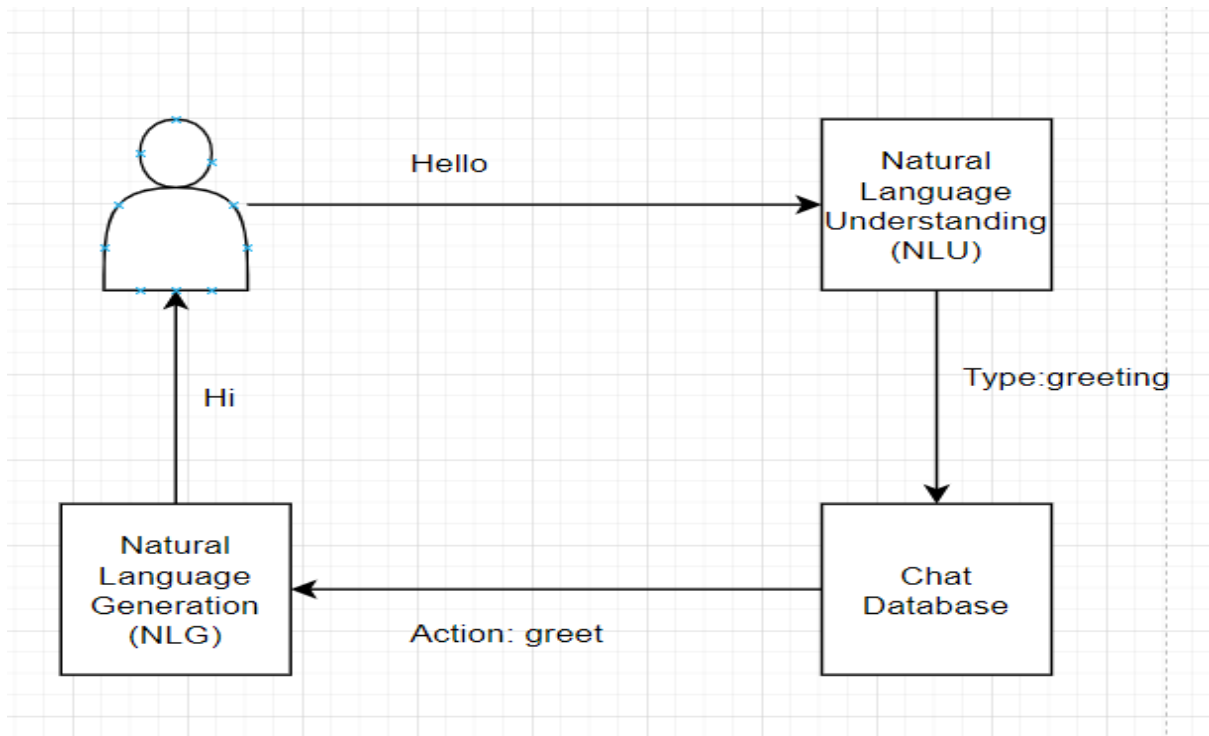 Hello
Natural
Language
Understanding
(NLU)
Type:greeting
Hi
Natural
Language
Generation
(NLG)
Action: greet
Chat
Database